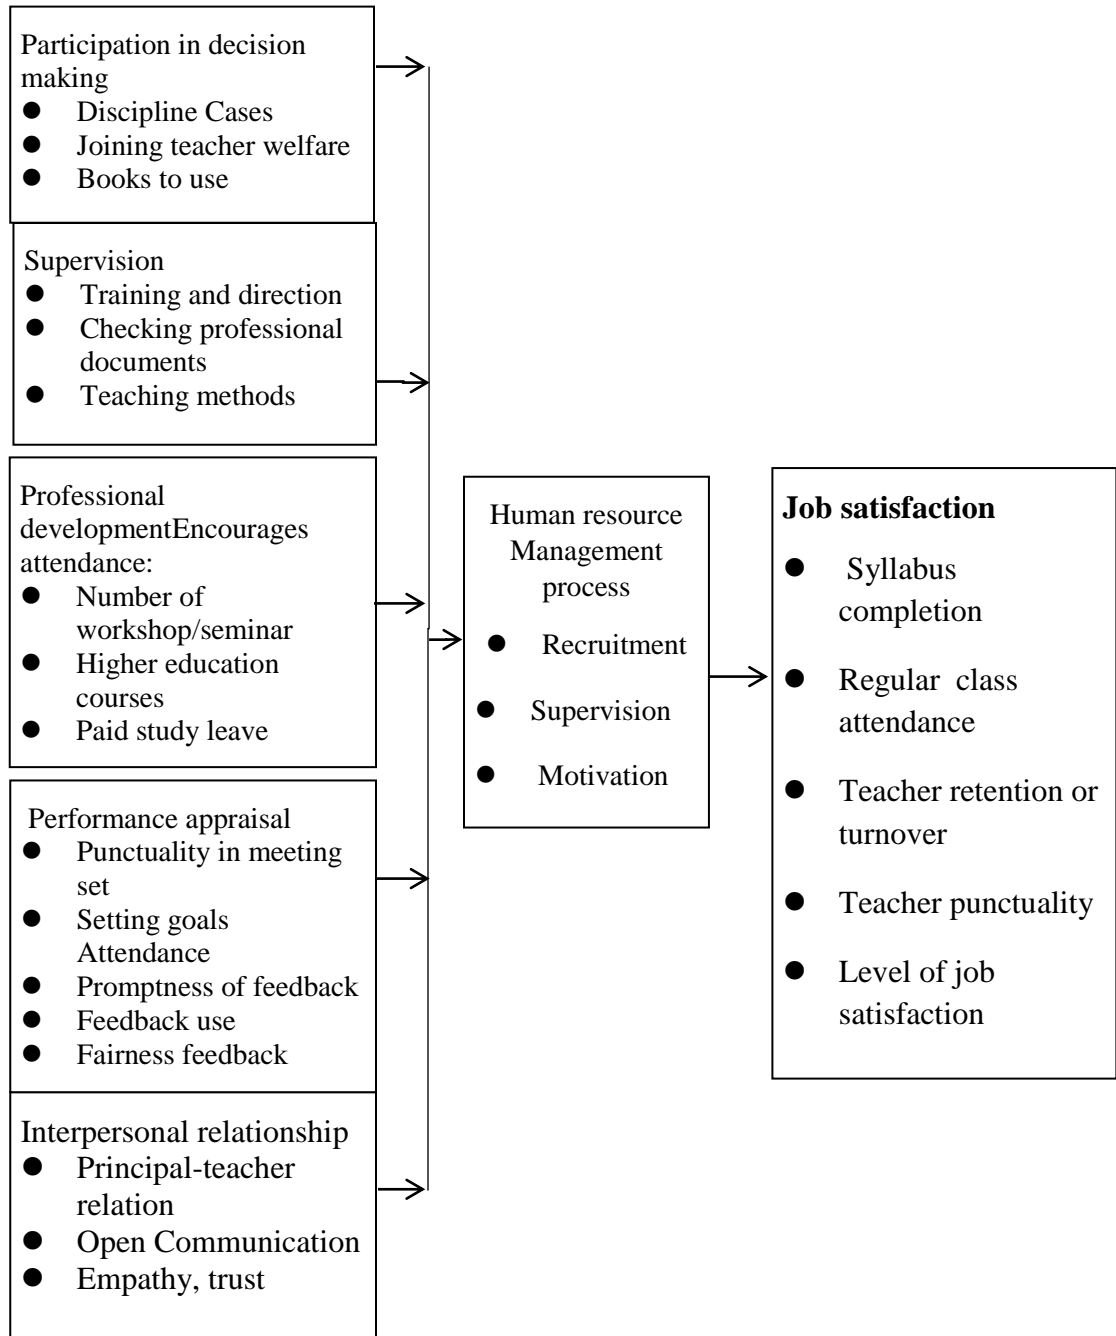 Participation in decision
making
● Discipline Cases
● Joining teacher welfare
● Books to use
Supervision
● Training and direction
● Checking professional
documents
● Teaching methods
Professional
developmentEncourages
attendance:
● Number of
workshop/seminar
● Higher education
courses
● Paid study leave
Performance appraisal
● Punctuality in meeting
set
● Setting goals
Attendance
● Promptness of feedback
● Feedback use
● Fairness feedback
Interpersonal relationship
● Principal-teacher
relation
● Open Communication
● Empathy, trust
Human resource
Management
process
● Recruitment
● Supervision
● Motivation
Job satisfaction
● Syllabus
completion
● Regular class
attendance
● Teacher retention or
turnover
● Teacher punctuality
● Level of job
satisfaction